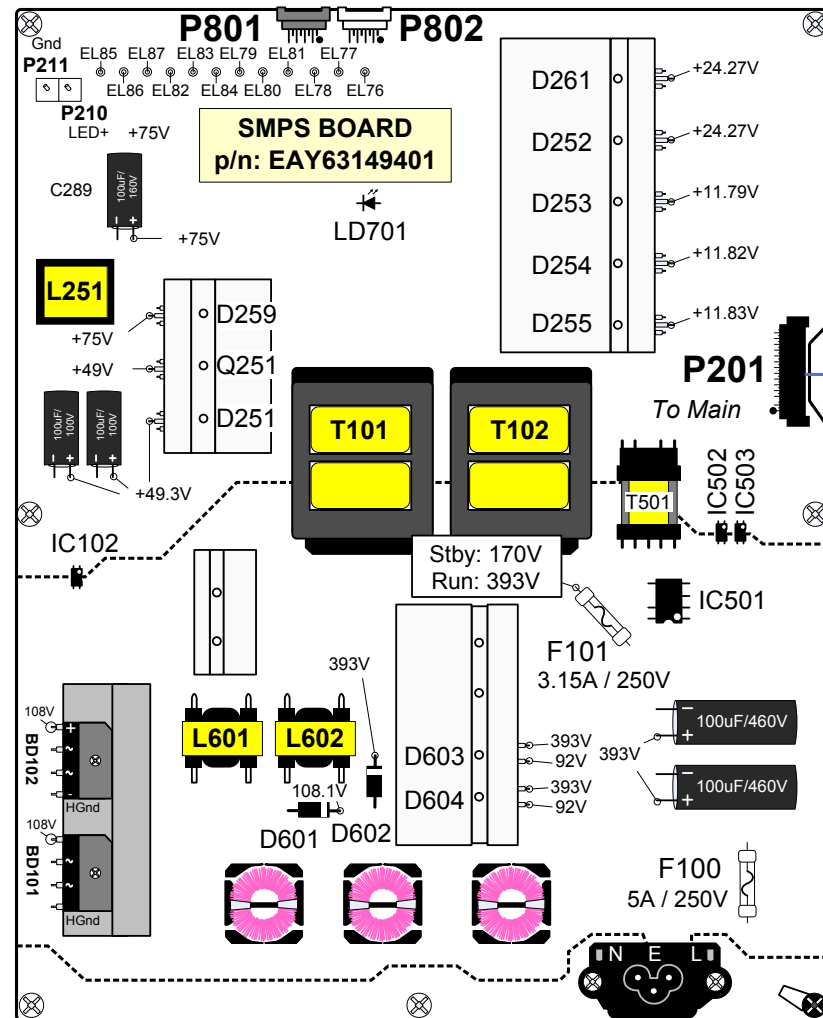 P801 P802
Gnd
P211
EL85 EL87 EL83 EL79 EL81 EL77
EL86 EL82 EL84 EL80 EL78 EL76
P210
LED+ +75V
SMPS BOARD
p/n: EAY63149401
C289
100uF/
160V
- +
+75V
LD701
D261 +24.27V
D252 +24.27V
D253 +11.79V
D254 +11.82V
D255 +11.83V
L251
+75V
+49V
D259
Q251
D251
100uF/
100V
- +
100uF/
100V
- +
+49.3V
P201
To Main
T101
T102
T501
IC502
IC503
IC102
Stby: 170V
Run: 393V
IC501
F101
3.15A / 250V
393V
L601
L602
108V
BD102
+
~
~
-
HGnd
108V
BD101
+
~
~
-
HGnd
108.1V
D601
D602
D603
D604
393V
92V
393V
92V
393V
-
+
100uF/460V
-
+
100uF/460V
F100
5A / 250V
N E L